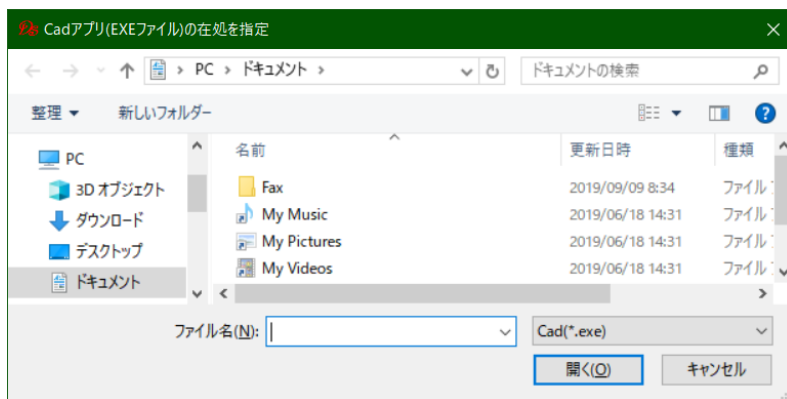 Cadアプリ(EXEファイル)の在処を指定
PC › ドキュメント ›
ドキュメントの検索
整理 新しいフォルダー
名前 更新日時 種類
PC
3D オブジェクト
ダウンロード
デスクトップ
ドキュメント
Fax 2019/09/09 8:34 ファイル
My Music 2019/06/18 14:31 ファイル
My Pictures 2019/06/18 14:31 ファイル
My Videos 2019/06/18 14:31 ファイル
ファイル名(N): Cad(*.exe)
開く(O) キャンセル